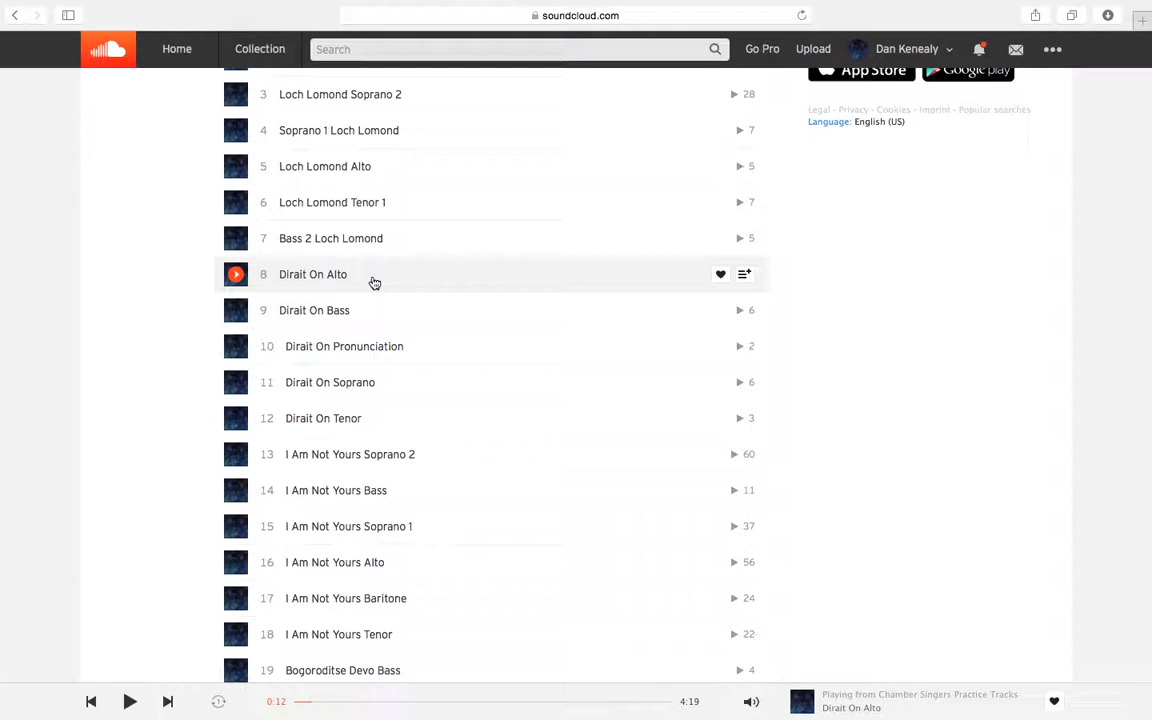 soundcloud.com
Home Collection Search Go Pro Upload Dan Kenealy
App Store Google play
3 Loch Lomond Soprano 2 28
Legal - Privacy - Cookies - Imprint - Popular searches
Language: English (US)
4 Soprano 1 Loch Lomond 7
5 Loch Lomond Alto 5
6 Loch Lomond Tenor 1 7
7 Bass 2 Loch Lomond 5
8 Dirait On Alto
9 Dirait On Bass 6
10 Dirait On Pronunciation 2
11 Dirait On Soprano 6
12 Dirait On Tenor 3
13 I Am Not Yours Soprano 2 60
14 I Am Not Yours Bass 11
15 I Am Not Yours Soprano 1 37
16 I Am Not Yours Alto 56
17 I Am Not Yours Baritone 24
18 I Am Not Yours Tenor 22
19 Bogoroditse Devo Bass 4
1 0:12 4:19 Playing from Chamber Singers Practice Tracks
Dirait On Alto